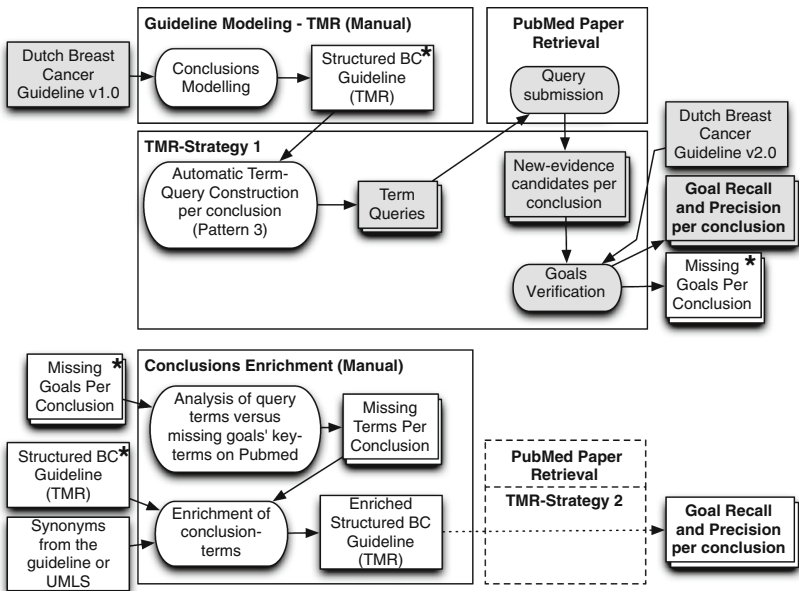 Guideline Modeling - TMR (Manual)
PubMed Paper
Retrieval
Dutch Breast
Cancer
Guideline v1.0
Conclusions
Modelling
Structured BC*
Guideline
(TMR)
Query
submission
TMR-Strategy 1
Automatic Term-
Query Construction
per conclusion
(Pattern 3)
Term
Queries
New-evidence
candidates per
conclusion
Goals
Verification
Dutch Breast
Cancer
Guideline v2.0
Goal Recall
and Precision
per conclusion
Missing *
Goals Per
Conclusion
Conclusions Enrichment (Manual)
Missing *
Goals Per
Conclusion
Analysis of query
terms versus
missing goals' key-
terms on Pubmed
Missing
Terms Per
Conclusion
Structured BC*
Guideline
(TMR)
Synonyms
from the
guideline or
UMLS
Enrichment of
conclusion-
terms
Enriched
Structured BC
Guideline
(TMR)
PubMed Paper
Retrieval
TMR-Strategy 2
Goal Recall
and Precision
per conclusion